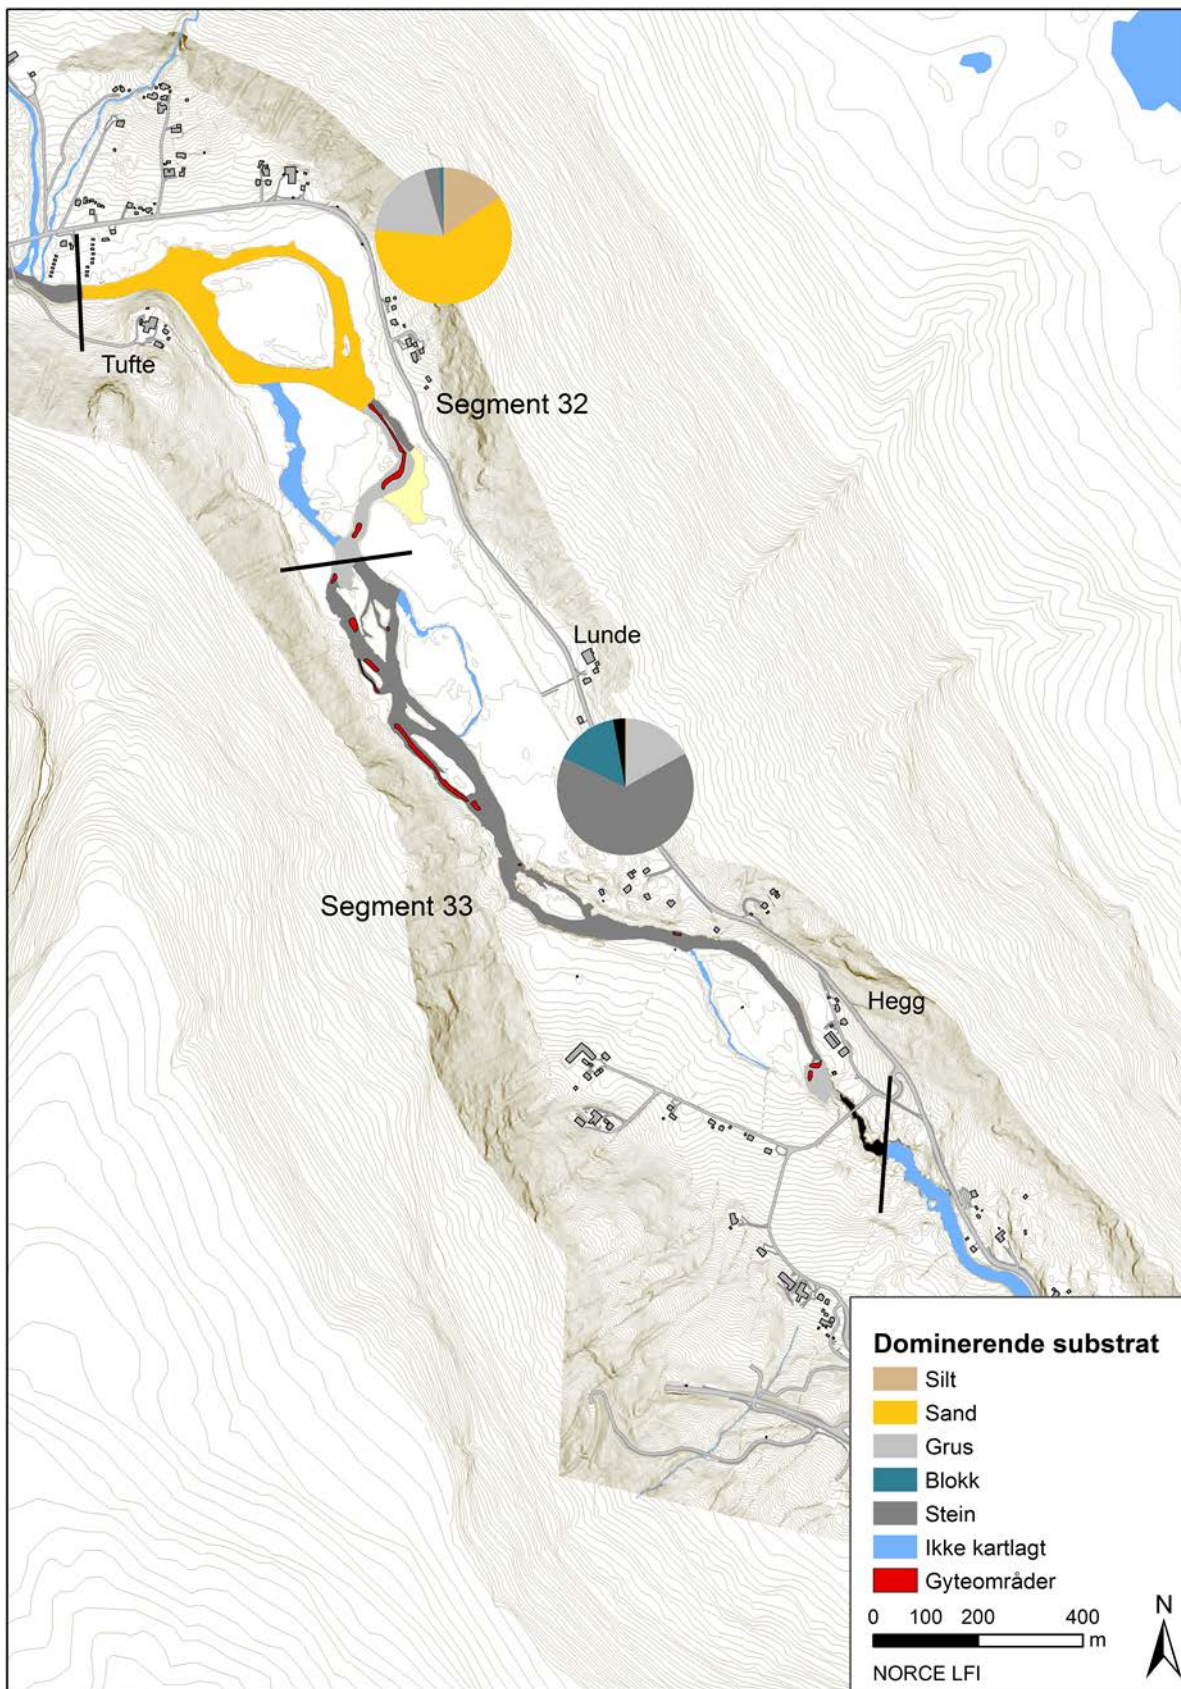 Tufte
Segment 32
Lunde
Segment 33
Hegg
Dominerende substrat
Silt
Sand
Grus
Blokk
Stein
Ikke kartlagt
Gyteområder
0 100 200 400
m
N
NORCE LFI